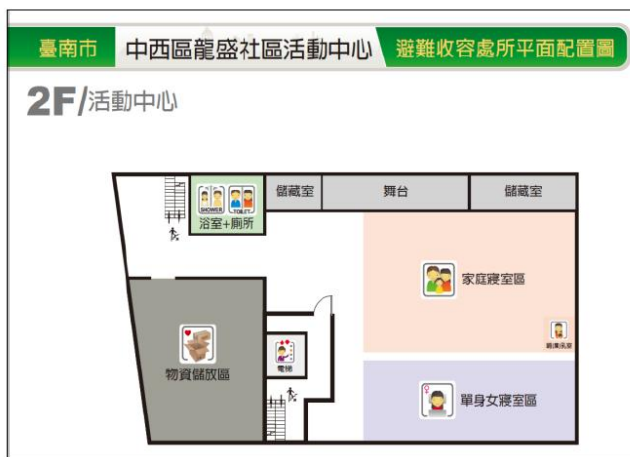 臺南市 中西區龍盛社區活動中心 避難收容處所平面配置圖
2F/活動中心
SHOWER TOILET
浴室+廁所
儲藏室 舞台 儲藏室
家庭寢室區
物資儲放區
電梯
單身女寢室區